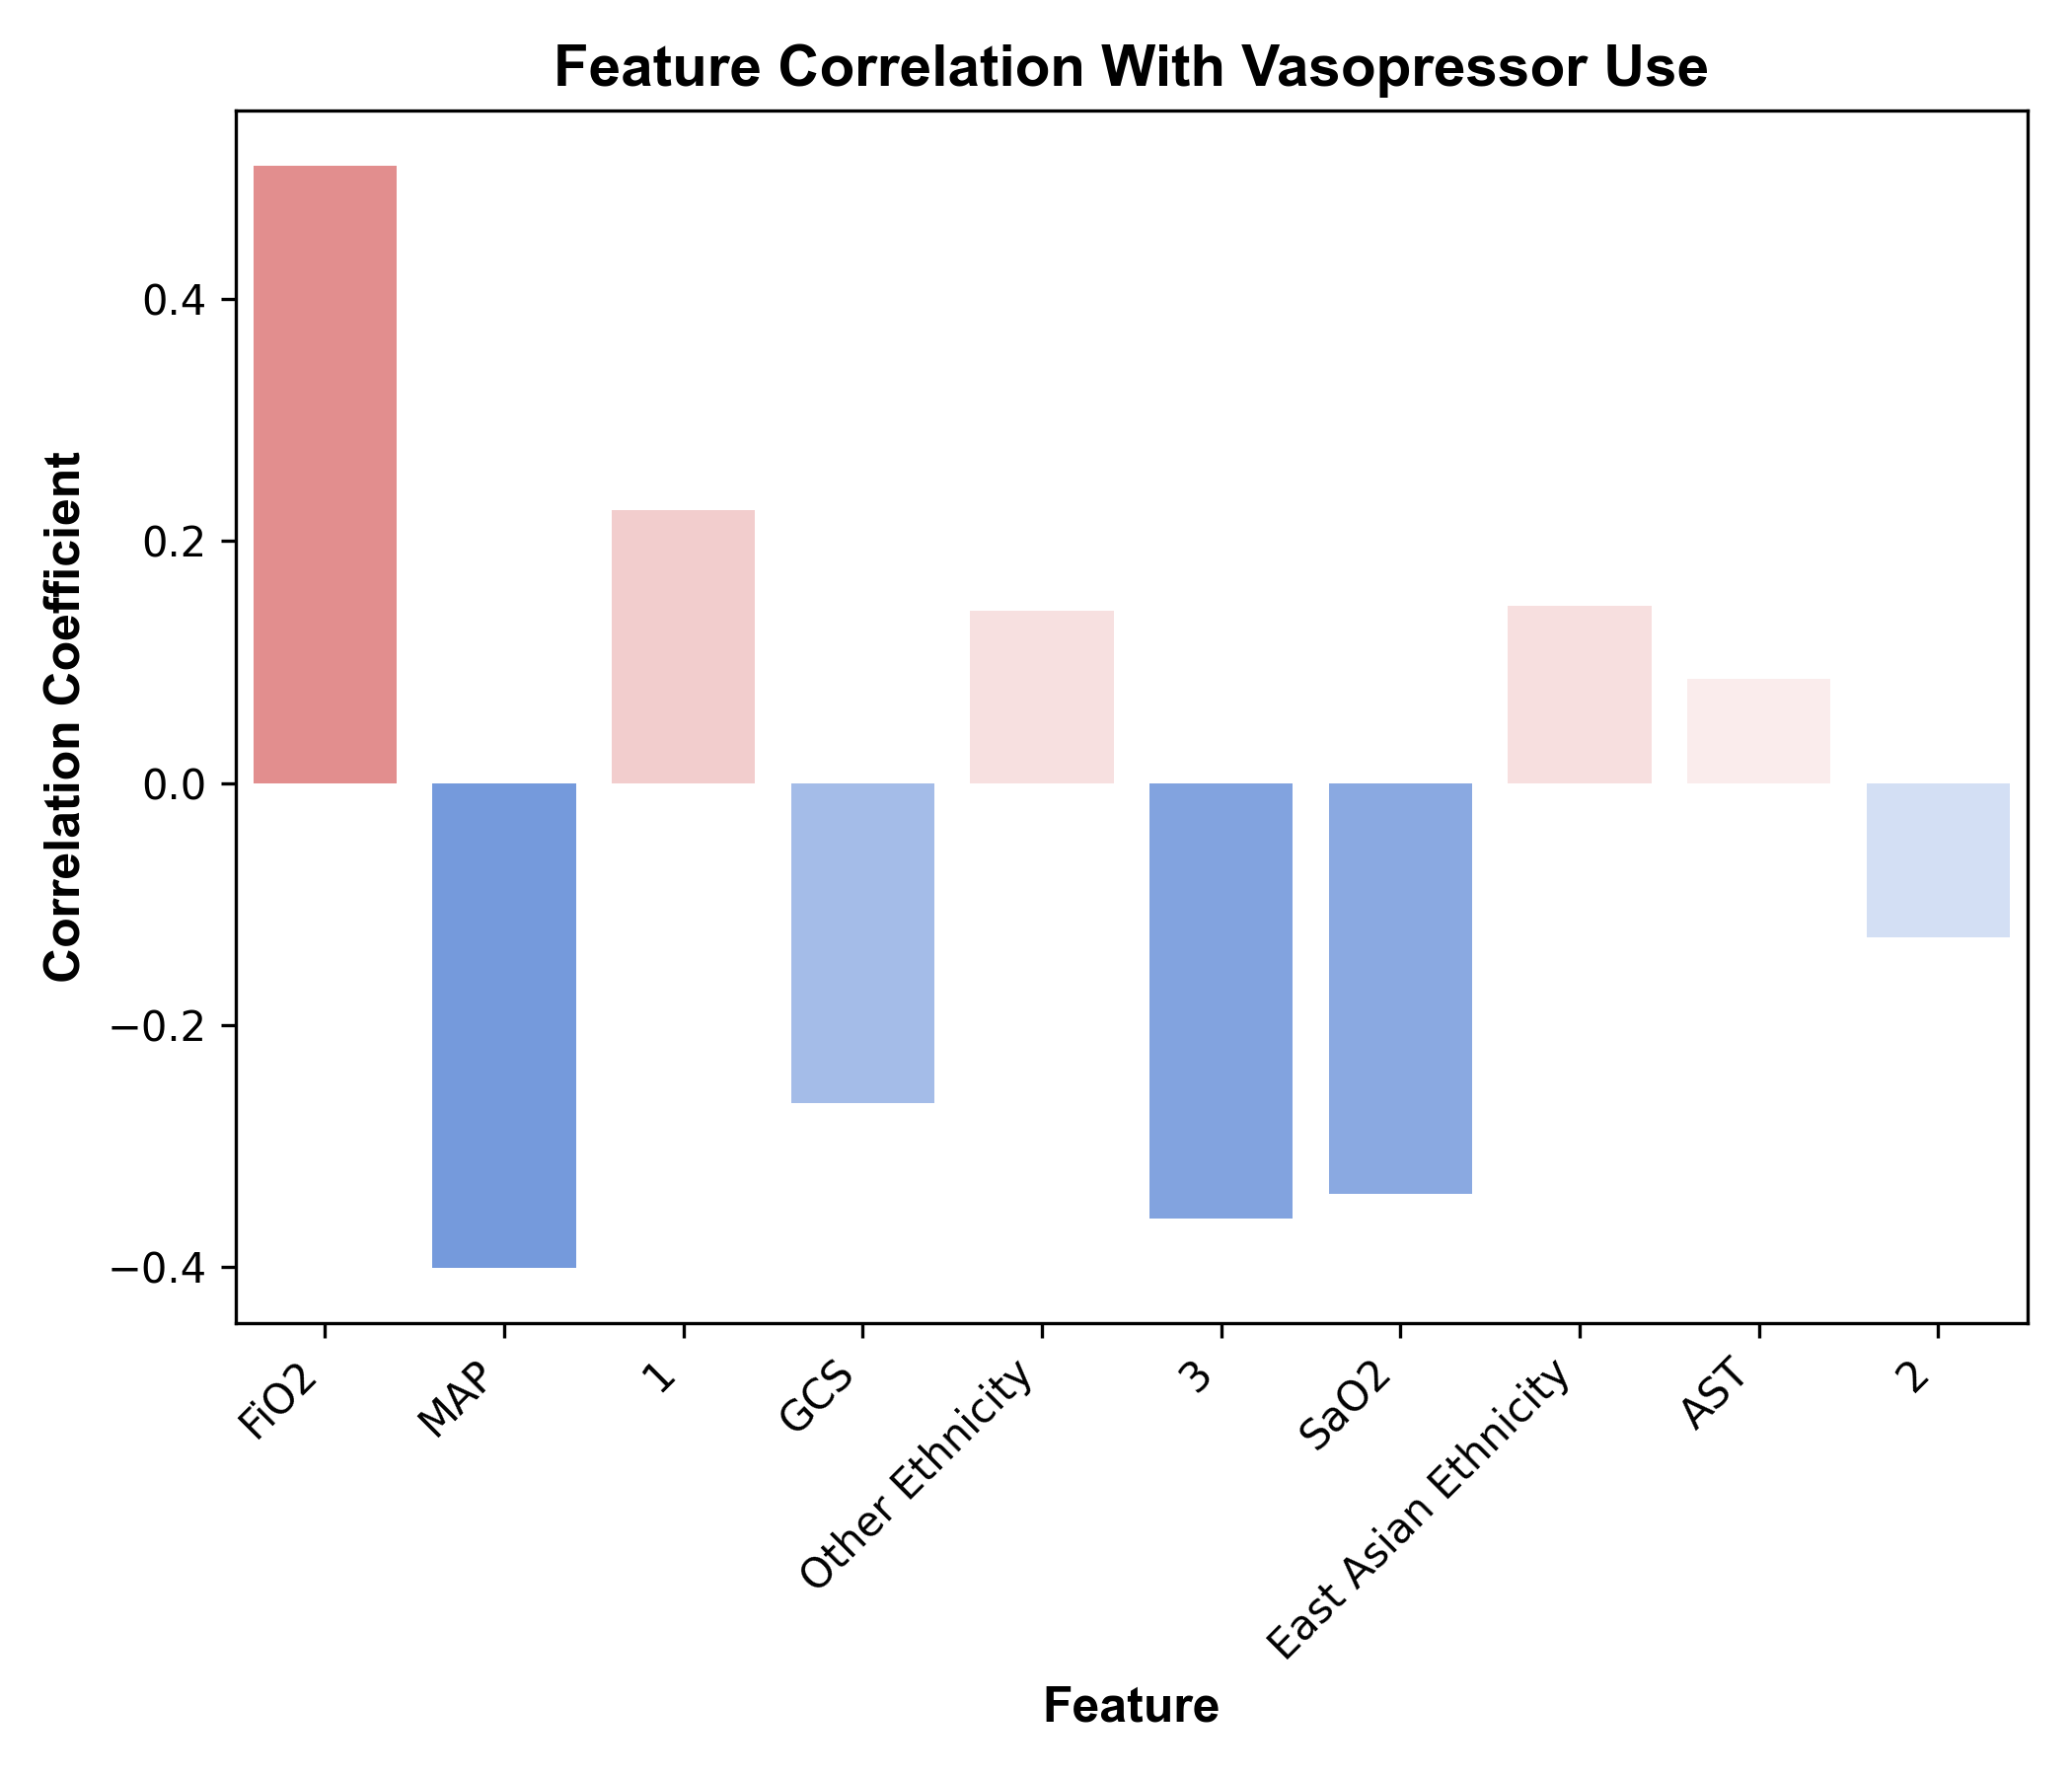 Feature Correlation With Vasopressor Use
Correlation Coefficient
0.4
0.2
0.0
−0.2
−0.4
FiO2
MAP
1
GCS
Other Ethnicity
3
SaO2
East Asian Ethnicity
AST
2
Feature